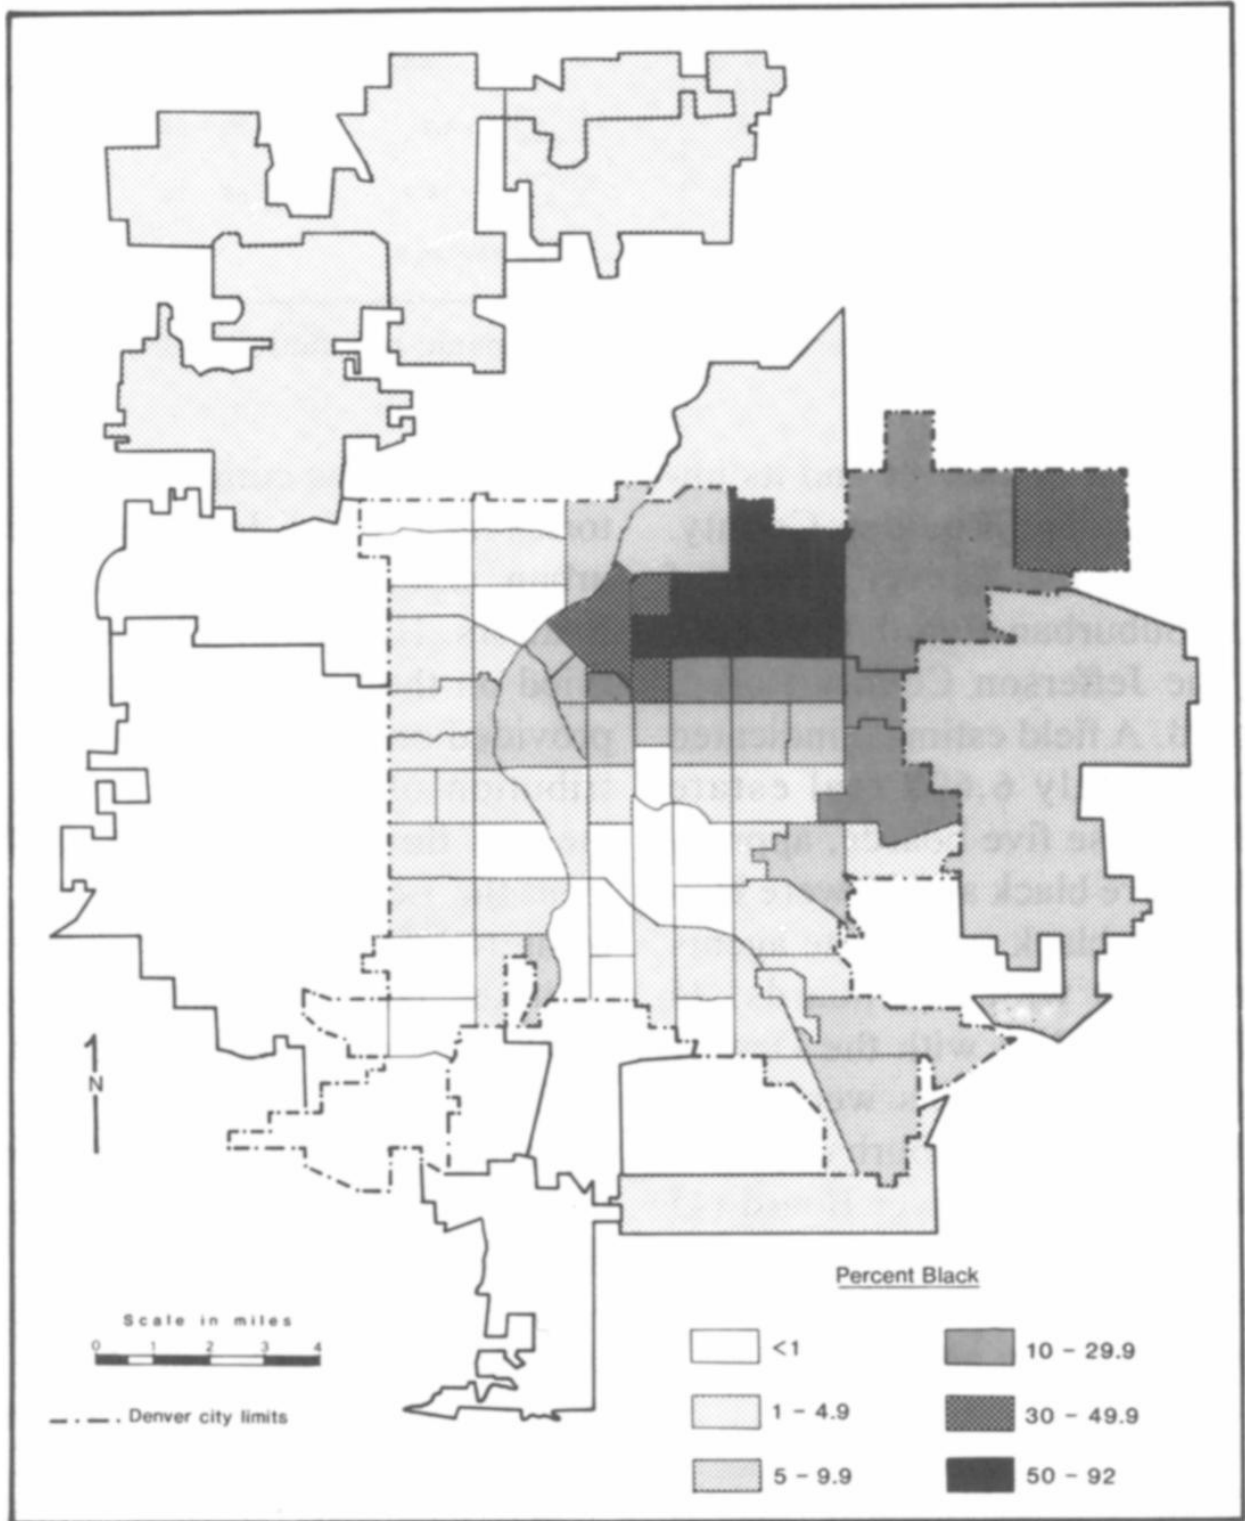 N
Scale in miles
0 1 2 3 4
Denver city limits
Percent Black
<1
1 - 4.9
5 - 9.9
10 - 29.9
30 - 49.9
50 - 92